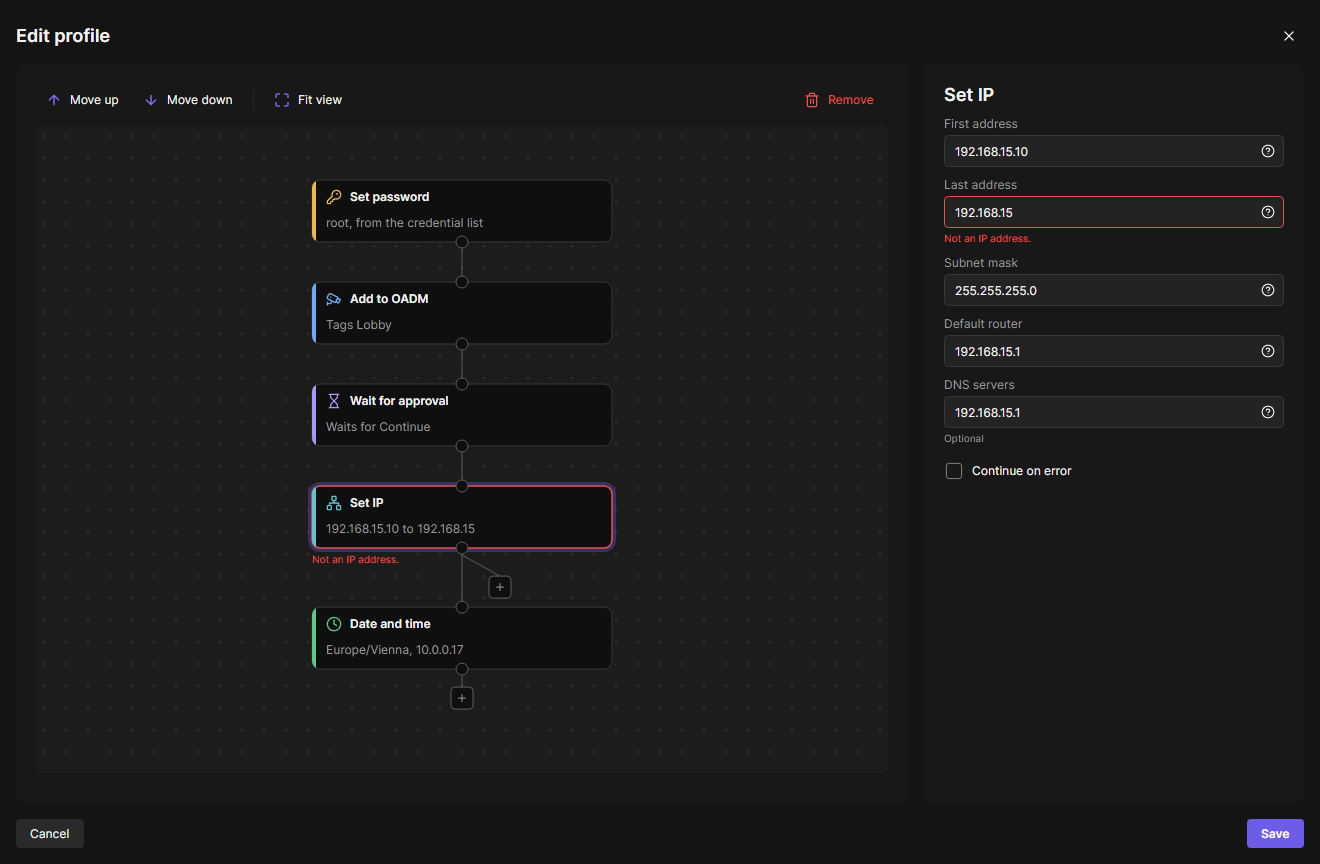 Edit profile
Move up
Move down
Fit view
Remove
Set password
root, from the credential list
Add to OADM
Tags Lobby
Wait for approval
Waits for Continue
Set IP
192.168.15.10 to 192.168.15
Not an IP address.
Date and time
Europe/Vienna, 10.0.0.17
Set IP
First address
192.168.15.10
Last address
192.168.15
Not an IP address.
Subnet mask
255.255.255.0
Default router
192.168.15.1
DNS servers
192.168.15.1
Optional
Continue on error
Cancel
Save